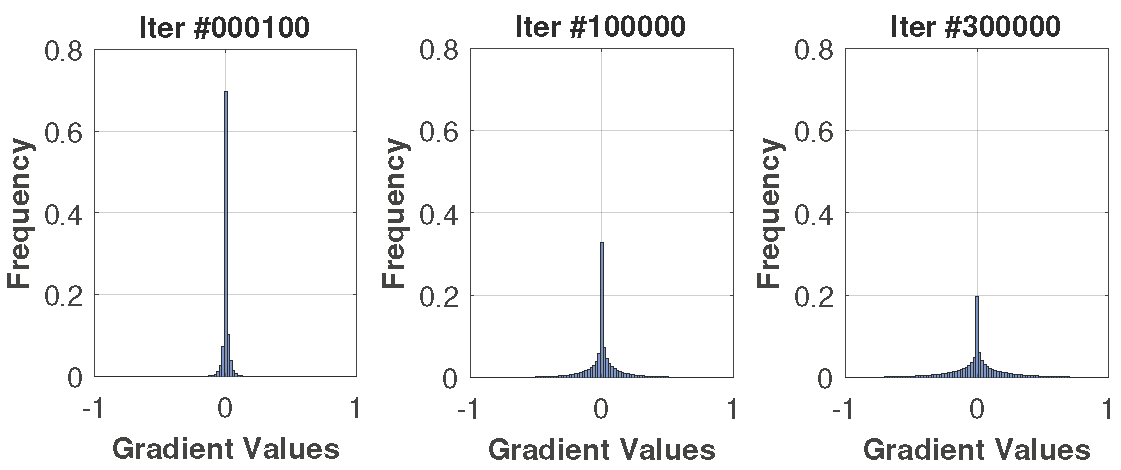 Iter #000100
0.8
0.6
0.4
0.2
0
-1
0
1
Frequency
Gradient Values
Iter #100000
0.8
0.6
0.4
0.2
0
-1
0
1
Frequency
Gradient Values
Iter #300000
0.8
0.6
0.4
0.2
0
-1
0
1
Frequency
Gradient Values